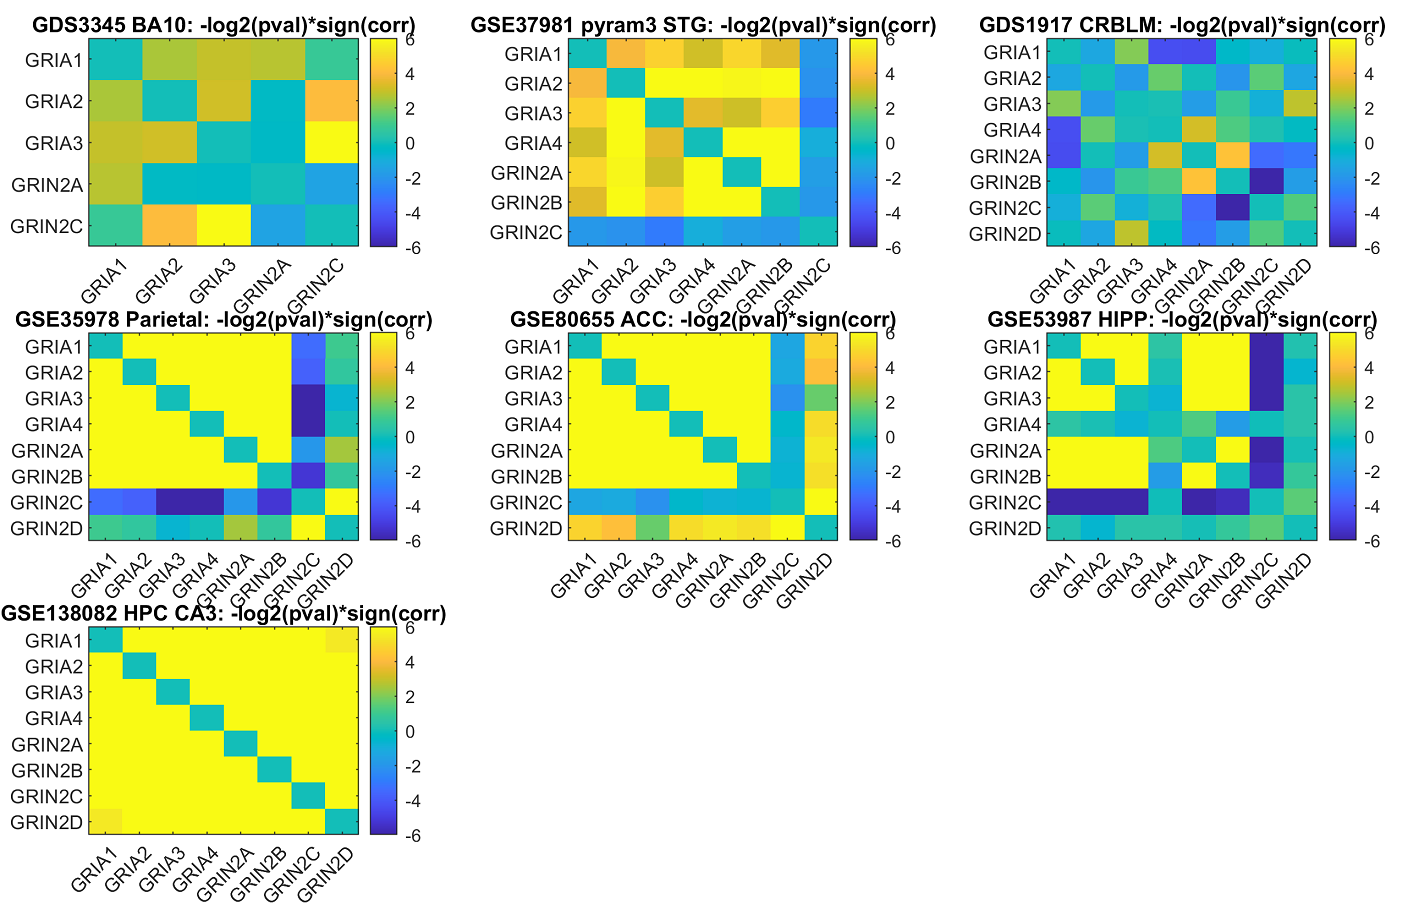 GDS3345 BA10: -log2(pval)*sign(corr)
GRIA1
GRIA2
GRIA3
GRIN2A
GRIN2C
GRIA1
GRIA2
GRIA3
GRIN2A
GRIN2C
6
4
2
0
-2
-4
-6
GSE37981 pyram3 STG: -log2(pval)*sign(corr)
GRIA1
GRIA2
GRIA3
GRIA4
GRIN2A
GRIN2B
GRIN2C
GRIA1
GRIA2
GRIA3
GRIA4
GRIN2A
GRIN2B
GRIN2C
6
4
2
0
-2
-4
-6
GDS1917 CRBLM: -log2(pval)*sign(corr)
GRIA1
GRIA2
GRIA3
GRIA4
GRIN2A
GRIN2B
GRIN2C
GRIN2D
GRIA1
GRIA2
GRIA3
GRIA4
GRIN2A
GRIN2B
GRIN2C
GRIN2D
6
4
2
0
-2
-4
-6
GSE35978 Parietal: -log2(pval)*sign(corr)
GRIA1
GRIA2
GRIA3
GRIA4
GRIN2A
GRIN2B
GRIN2C
GRIN2D
GRIA1
GRIA2
GRIA3
GRIA4
GRIN2A
GRIN2B
GRIN2C
GRIN2D
6
4
2
0
-2
-4
-6
GSE80655 ACC: -log2(pval)*sign(corr)
GRIA1
GRIA2
GRIA3
GRIA4
GRIN2A
GRIN2B
GRIN2C
GRIN2D
GRIA1
GRIA2
GRIA3
GRIA4
GRIN2A
GRIN2B
GRIN2C
GRIN2D
6
4
2
0
-2
-4
-6
GSE53987 HIPP: -log2(pval)*sign(corr)
GRIA1
GRIA2
GRIA3
GRIA4
GRIN2A
GRIN2B
GRIN2C
GRIN2D
GRIA1
GRIA2
GRIA3
GRIA4
GRIN2A
GRIN2B
GRIN2C
GRIN2D
6
4
2
0
-2
-4
-6
GSE138082 HPC CA3: -log2(pval)*sign(corr)
GRIA1
GRIA2
GRIA3
GRIA4
GRIN2A
GRIN2B
GRIN2C
GRIN2D
GRIA1
GRIA2
GRIA3
GRIA4
GRIN2A
GRIN2B
GRIN2C
GRIN2D
6
4
2
0
-2
-4
-6